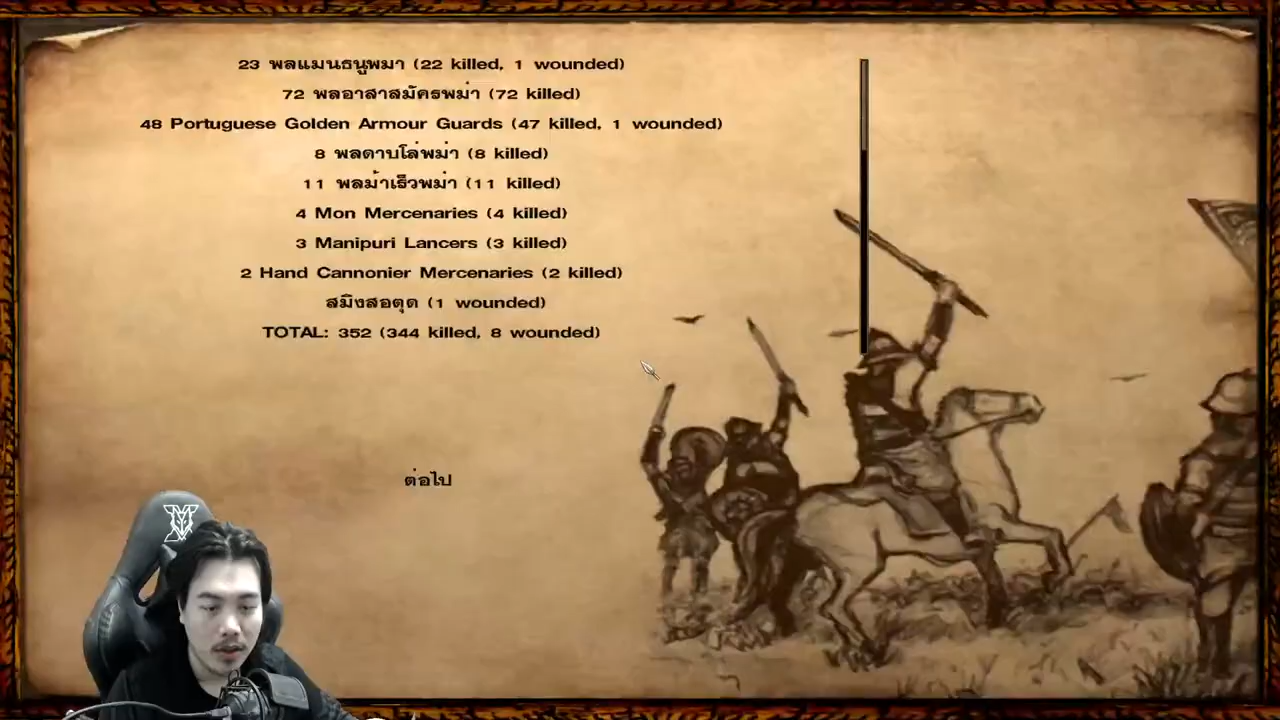 23 พลแมนธนูพมา (22 killed, 1 wounded)
72 พลอาสาสมัครพม่า (72 killed)
48 Portuguese Golden Armour Guards (47 killed, 1 wounded)
8 พลดาบโล่พม่า (8 killed)
11 พลม้าเร็วพม่า (11 killed)
4 Mon Mercenaries (4 killed)
3 Manipuri Lancers (3 killed)
2 Hand Cannonier Mercenaries (2 killed)
สมิงสอตุด (1 wounded)
TOTAL: 352 (344 killed, 8 wounded)
ต่อไป